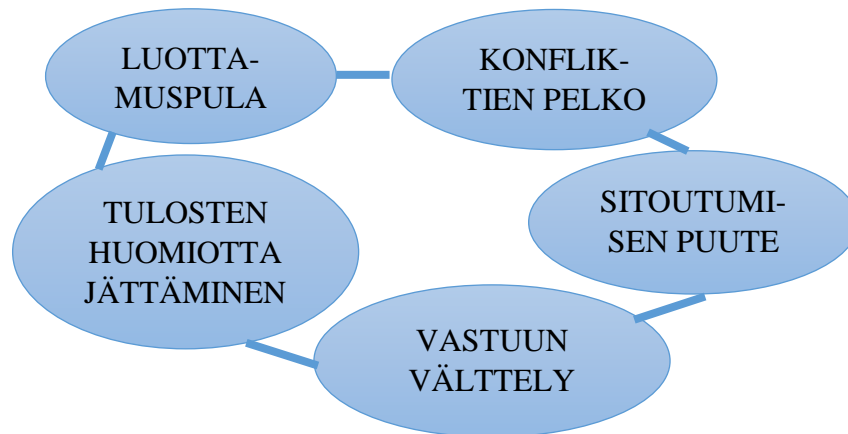 LUOTTA-
MUSPULA
KONFLIK-
TIEN PELKO
SITOUTUMI-
SEN PUUTE
VASTUUN
VÄLTTELY
TULOSTEN
HUOMIOTTA
JÄTTÄMINEN